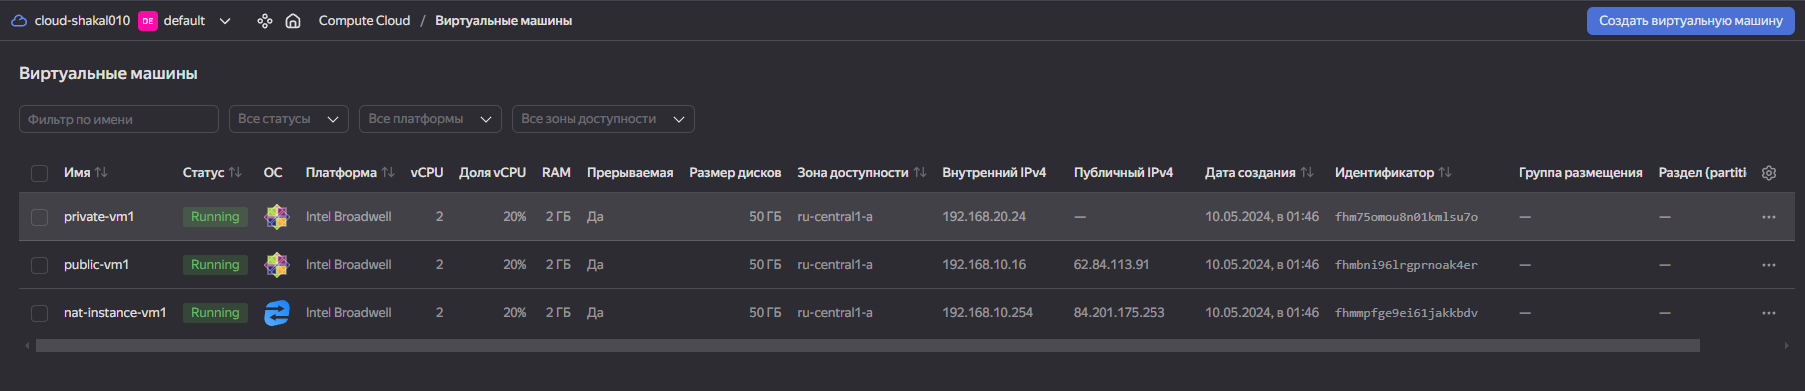 cloud-shakal010 DE default Compute Cloud / Виртуальные машины Создать виртуальную машину
Виртуальные машины
Фильтр по имени Все статусы Все платформы Все зоны доступности
Имя Статус ОС Платформа vCPU Доля vCPU RAM Прерываемая Размер дисков Зона доступности Внутренний IPv4 Публичный IPv4 Дата создания Идентификатор Группа размещения Раздел (partiti
private-vm1 Running Intel Broadwell 2 20% 2 ГБ Да 50 ГБ ru-central1-a 192.168.20.24 — 10.05.2024, в 01:46 fhm75omou8n01kmlsu7o — — ···
public-vm1 Running Intel Broadwell 2 20% 2 ГБ Да 50 ГБ ru-central1-a 192.168.10.16 62.84.113.91 10.05.2024, в 01:46 fhmbni96lrgprnoak4er — — ···
nat-instance-vm1 Running Intel Broadwell 2 20% 2 ГБ Да 50 ГБ ru-central1-a 192.168.10.254 84.201.175.253 10.05.2024, в 01:46 fhmmpfge9ei61jakkbdv — — ···